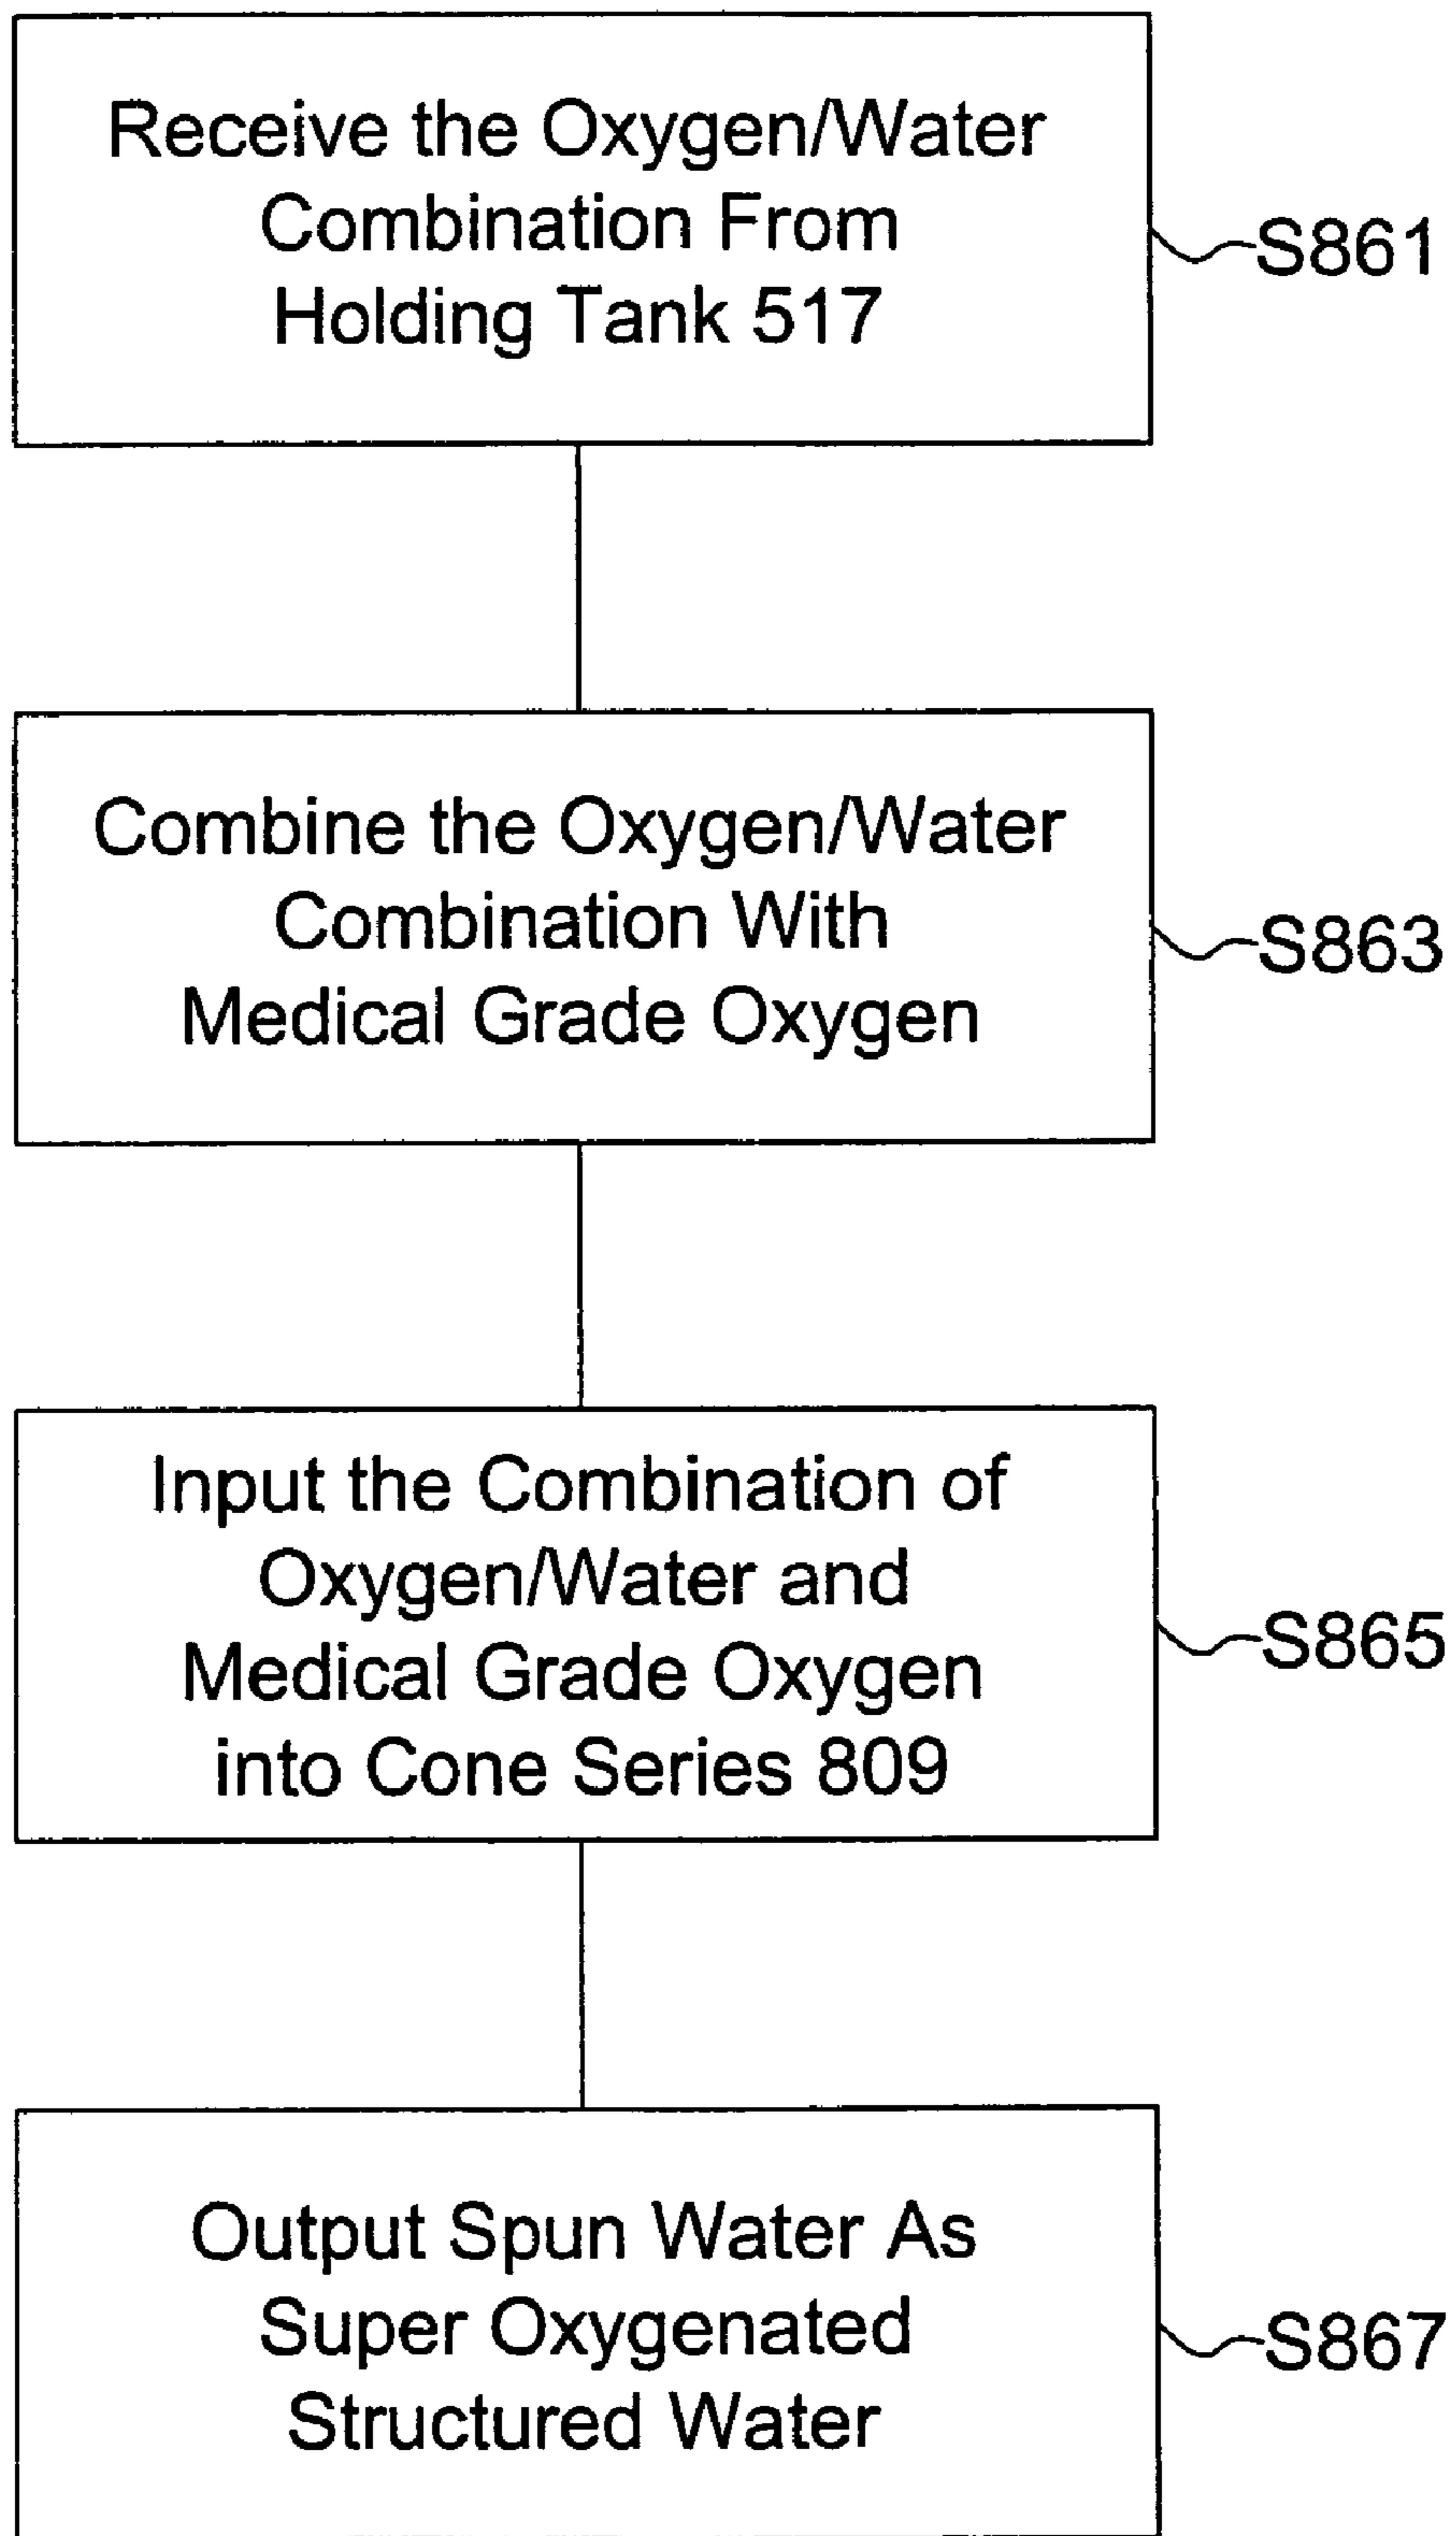 Receive the Oxygen/Water
Combination From
Holding Tank 517
S861
Combine the Oxygen/Water
Combination With
Medical Grade Oxygen
S863
Input the Combination of
Oxygen/Water and
Medical Grade Oxygen
into Cone Series 809
S865
Output Spun Water As
Super Oxygenated
Structured Water
S867